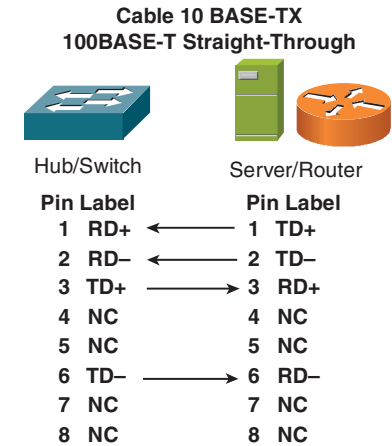 Cable 10 BASE-TX
100BASE-T Straight-Through
Hub/Switch Server/Router
Pin Label Pin Label
1 RD+ 1 TD+
2 RD– 2 TD–
3 TD+ 3 RD+
4 NC 4 NC
5 NC 5 NC
6 TD– 6 RD–
7 NC 7 NC
8 NC 8 NC